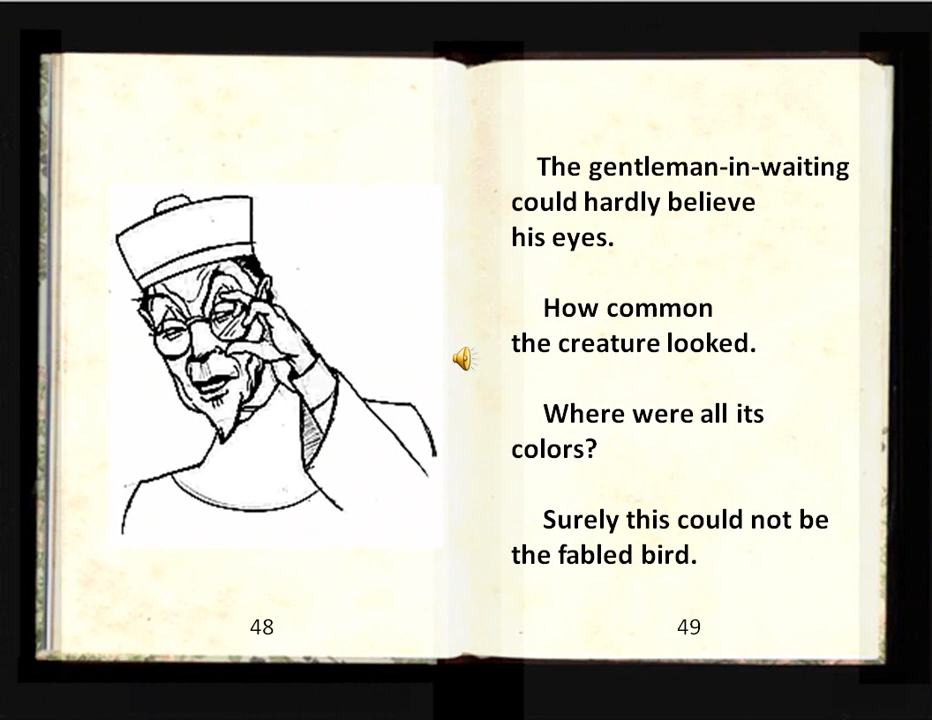 The gentleman-in-waiting
could hardly believe
his eyes.
How common
the creature looked.
Where were all its
colors?
Surely this could not be
the fabled bird.
48
49